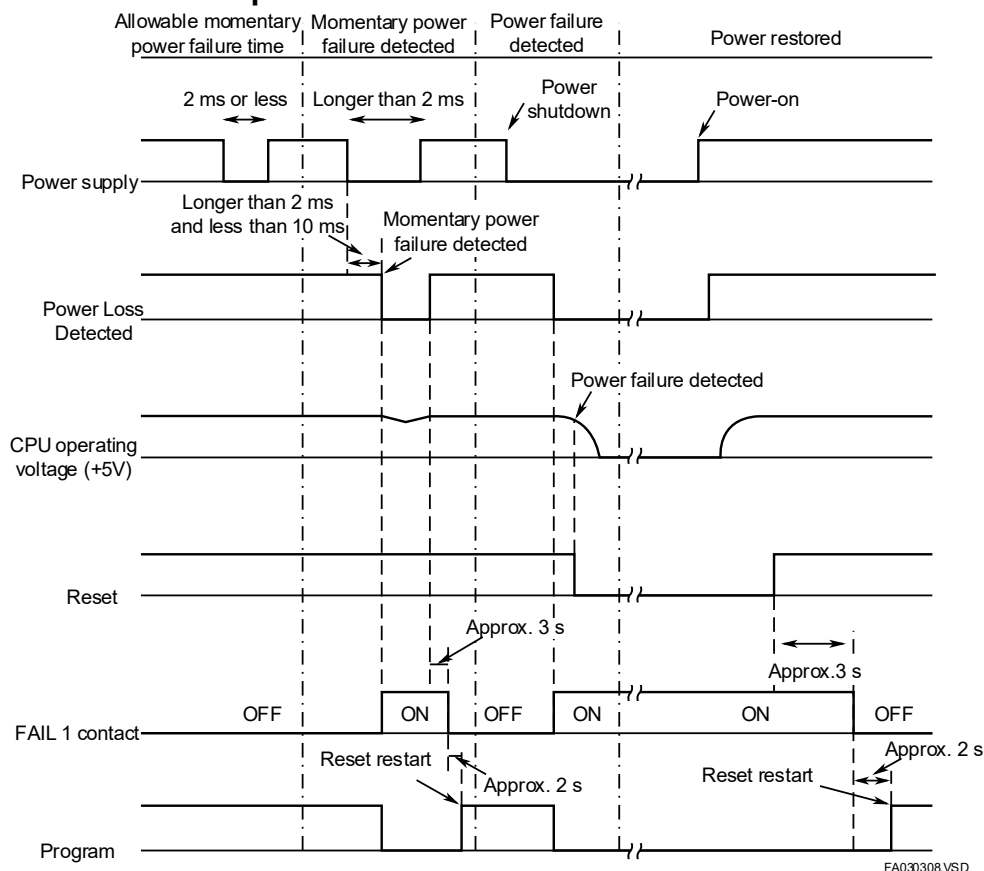 Allowable momentary
power failure time
Momentary power
failure detected
Power failure
detected
Power restored
2 ms or less
Longer than 2 ms
Power
shutdown
Power-on
Power supply
Longer than 2 ms
and less than 10 ms
Momentary power
failure detected
Power Loss
Detected
Power failure detected
CPU operating
voltage (+5V)
Reset
Approx. 3 s
Approx.3 s
OFF
ON
OFF
ON
ON
OFF
FAIL 1 contact
Reset restart
Approx. 2 s
Reset restart
Approx. 2 s
Program
FA030308.VSD